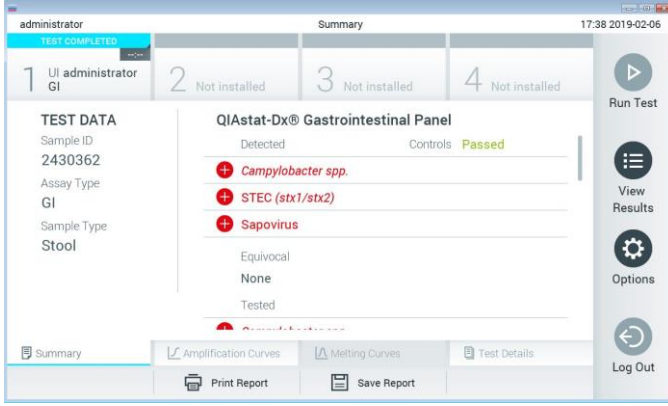 administrator
Summary
17:38 2019-02-06
TEST COMPLETED
--:--
1 UI administrator
GI
2 Not installed
3 Not installed
4 Not installed
Run Test
TEST DATA
Sample ID
2430362
Assay Type
GI
Sample Type
Stool
QIAstat-Dx® Gastrointestinal Panel
Detected
Controls Passed
Campylobacter spp.
STEC (stx1/stx2)
Sapovirus
Equivocal
None
Tested
View
Results
Options
Summary
Amplification Curves
Melting Curves
Test Details
Print Report
Save Report
Log Out